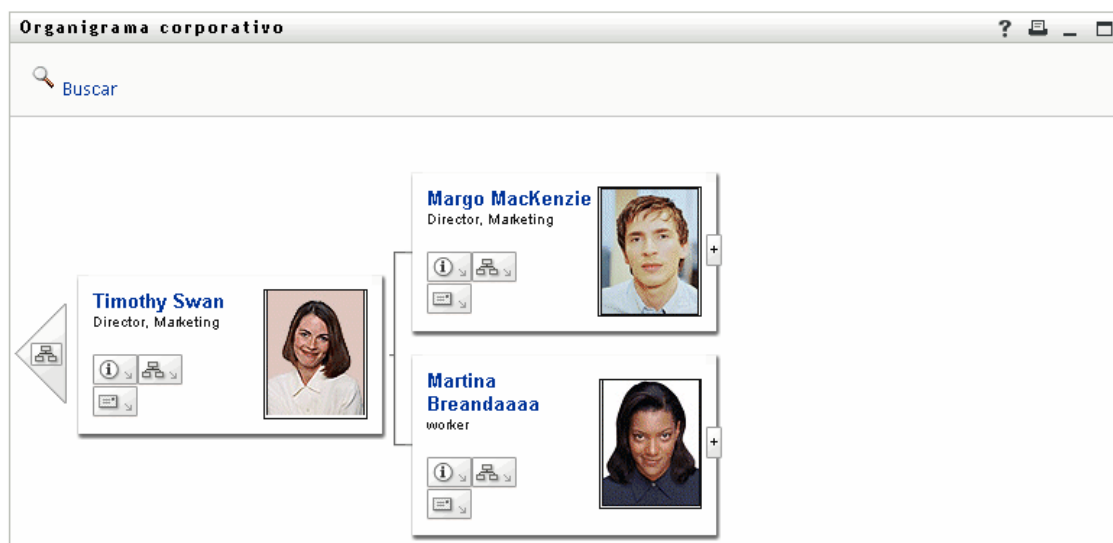 Organigrama corporativo
Buscar
Margo MacKenzie
Director, Marketing
Timothy Swan
Director, Marketing
Martina
Breandaaaa
worker